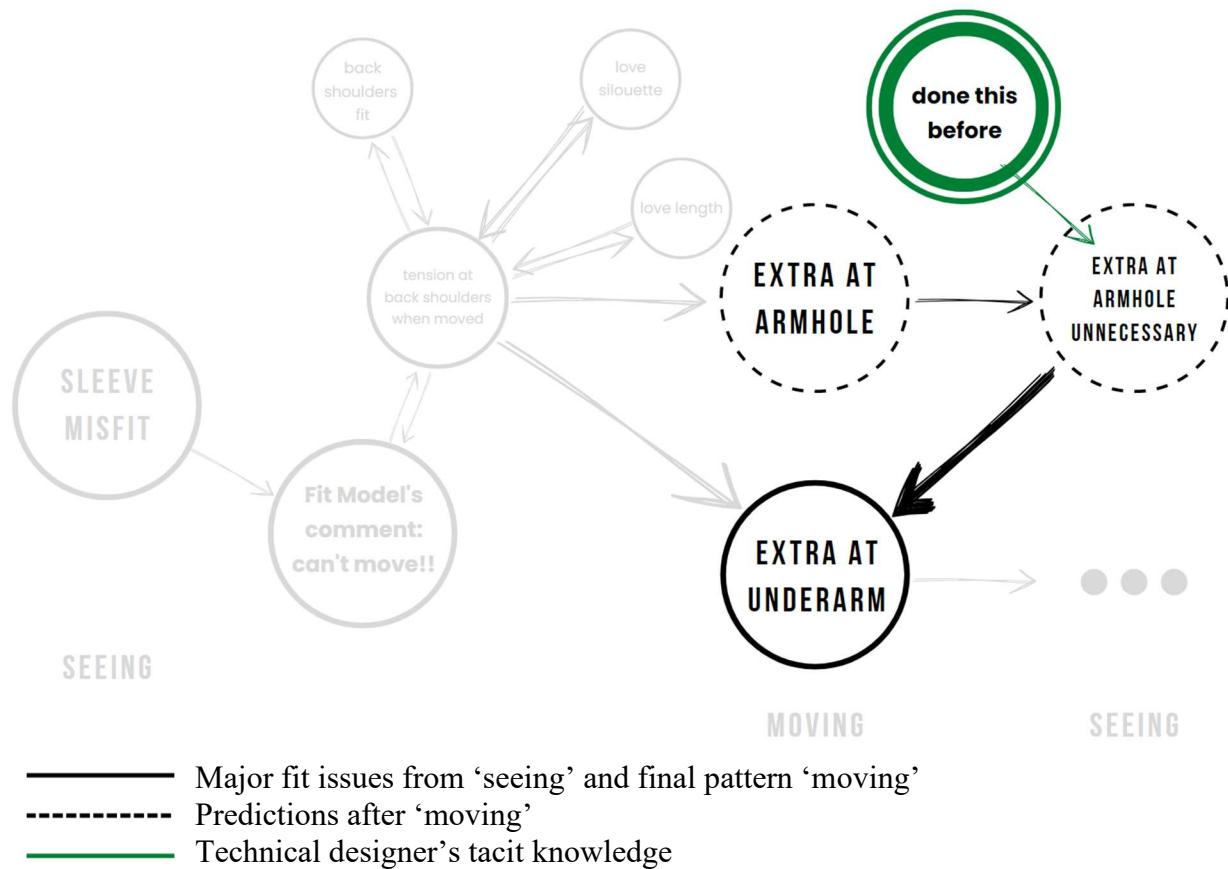 back
shoulders
fit
love
silouette
done this
before
love length
tension at
back shoulders
when moved
EXTRA AT
ARMHOLE
EXTRA AT
ARMHOLE
UNNECESSARY
SLEEVE
MISFIT
Fit Model's
comment:
can't move!!
EXTRA AT
UNDERARM
SEEING
MOVING
SEEING
Major fit issues from ‘seeing’ and final pattern ‘moving’
Predictions after ‘moving’
Technical designer’s tacit knowledge